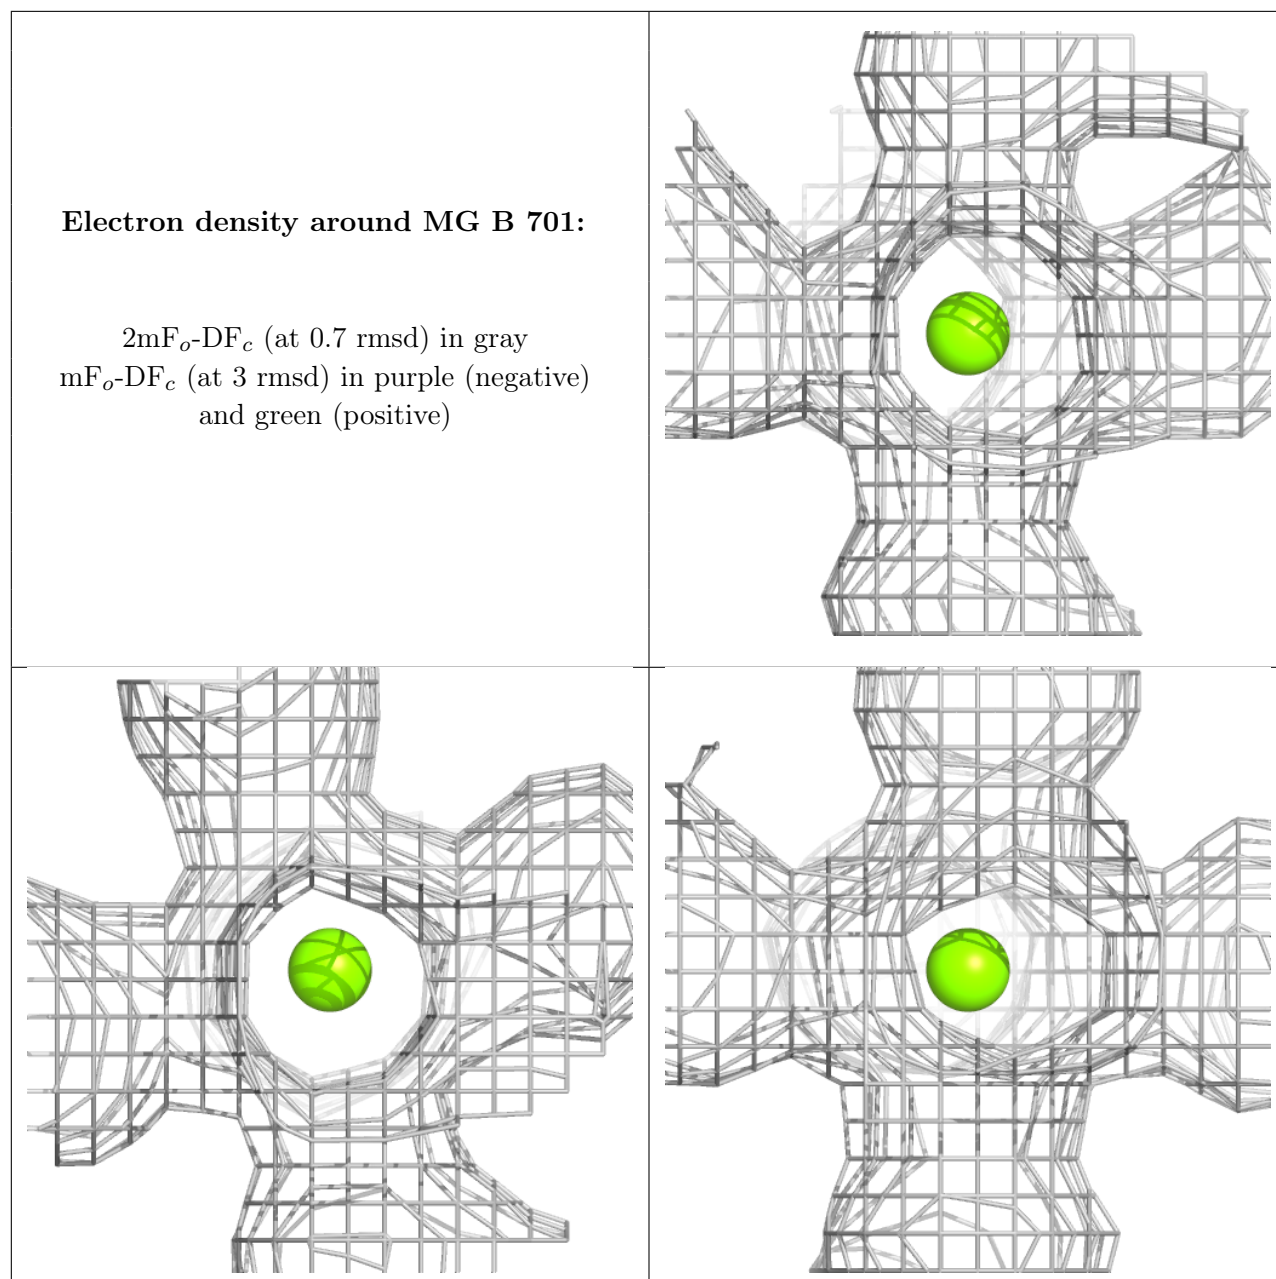 Electron density around MG B 701:
2mFo-DFc (at 0.7 rmsd) in gray
mFo-DFc (at 3 rmsd) in purple (negative)
and green (positive)